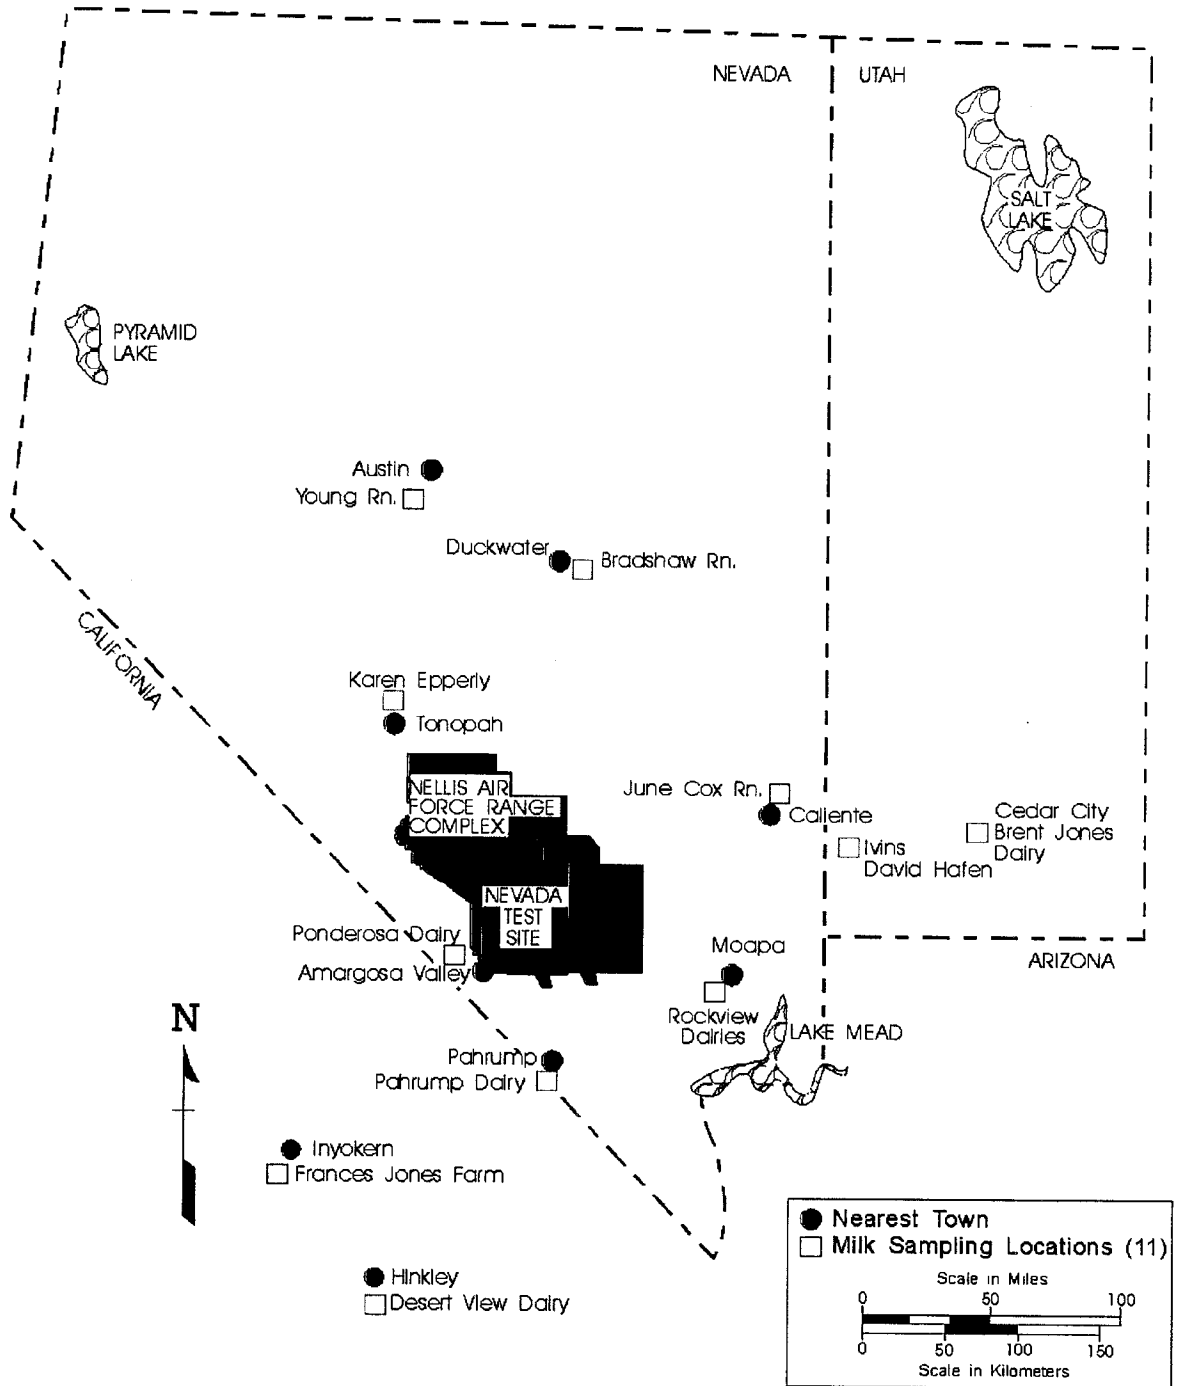 NEVADA
UTAH
SALT
LAKE
PYRAMID
LAKE
Austin
Young Rn.
Duckwater
Bradshaw Rn.
CALIFORNIA
Karen Epperly
Tonopah
NELLIS AIR
FORCE RANGE
COMPLEX
June Cox Rn.
Caliente
Cedar City
Brent Jones
Dairy
Ivins
David Hafen
NEVADA
TEST
SITE
Ponderosa Dairy
Amargosa Valley
Moapa
ARIZONA
Rockview
Dairies
LAKE MEAD
N
Pahrump
Pahrump Dairy
Inyokern
Frances Jones Farm
Hinkley
Desert View Dairy
Nearest Town
Milk Sampling Locations (11)
Scale in Miles
0 50 100
0 50 100 150
Scale in Kilometers